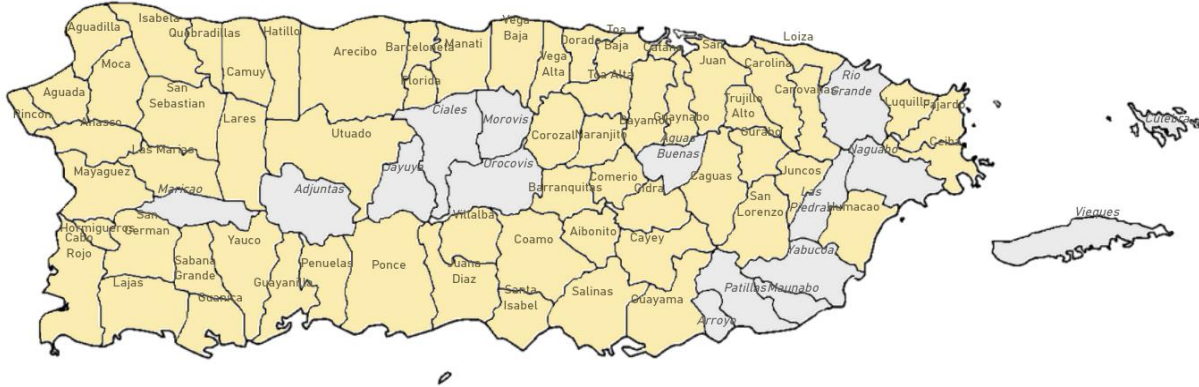 Aguadilla
Isabela
Quebradillas
Hatillo
Arecibo
Barceloneta
Manati
Vega
Baja
Vega
Alta
Dorado
Toa
Baja
Toa Alta
Catano
San
Juan
Loiza
Carolina
Canovanas
Rio
Grande
Luquillo
Fajardo
Ceiba
Culebra
Moca
Camuy
San
Sebastian
Aguada
Rincon
Anasco
Lares
Utuado
Florida
Ciales
Morovis
Corozal
Naranjito
Bayamon
Guaynabo
Trujillo
Alto
Gurabo
Aguas
Buenas
Naguabo
Las Marias
Mayaguez
Maricao
Adjuntas
Jayuya
Orocovis
Barranquitas
Comerio
Cidra
Caguas
Juncos
San
Lorenzo
Las
Piedras
Humacao
Vieques
Hormigueros
Cabo
Rojo
San
German
Sabana
Grande
Yauco
Lajas
Guanica
Guayanilla
Penuelas
Ponce
Villalba
Juana
Diaz
Coamo
Aibonito
Cayey
Santa
Isabel
Salinas
Guayama
Yabucoa
Patillas
Maunabo
Arroyo